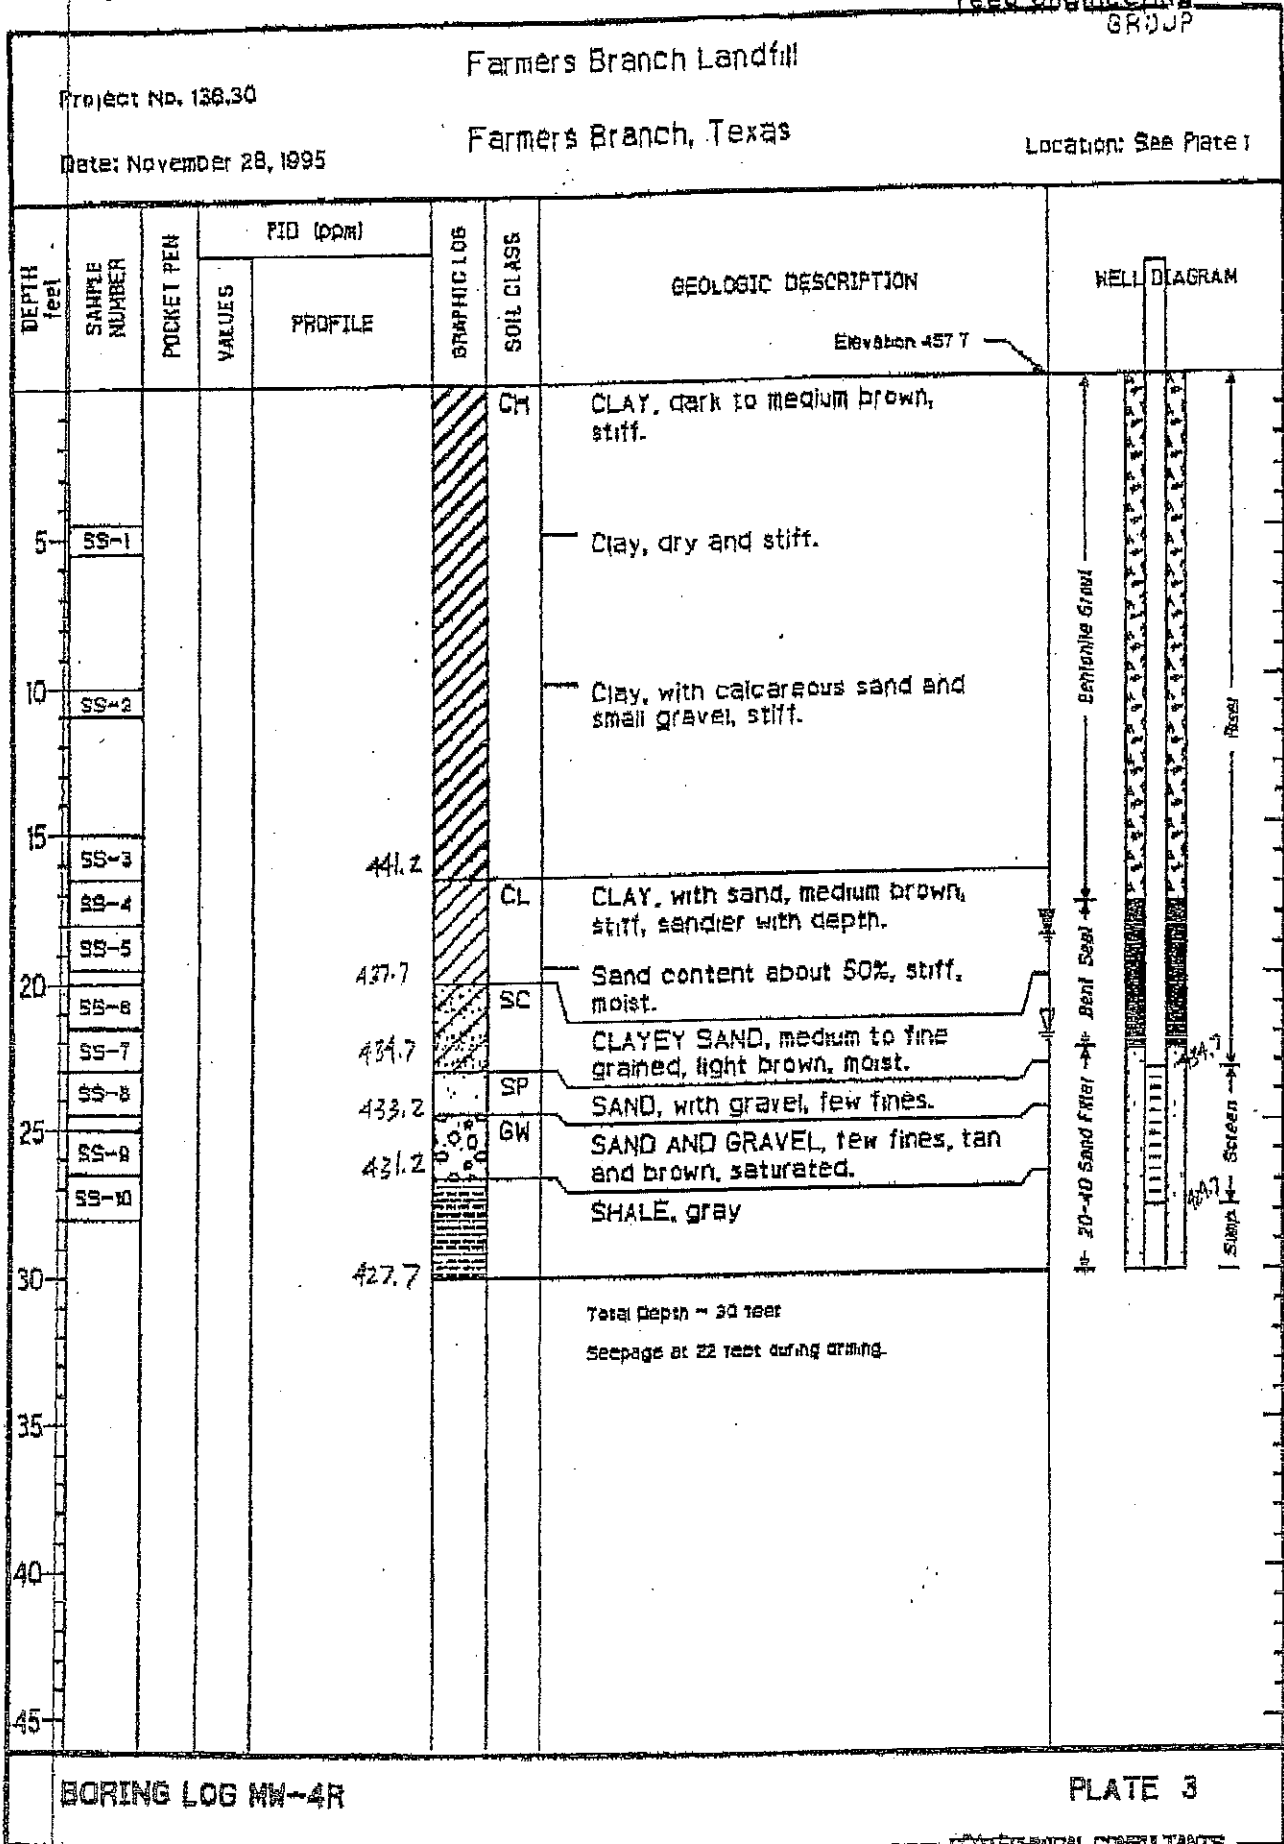 GROUP
Farmers Branch Landfill
Project No. 138.30
Farmers Branch, Texas
Date: November 28, 1995
Location: See Plate 1
DEPTH feet
SAMPLE NUMBER
POCKET PEN
PID (ppm)
VALUES
PROFILE
GRAPHIC LOG
SOIL CLASS
GEOLOGIC DESCRIPTION
WELL DIAGRAM
Elevation 457.7
CH
CLAY, dark to medium brown,
stiff.
5
SS-1
Clay, dry and stiff.
10
SS-2
Clay, with calcareous sand and
small gravel, stiff.
Bentonite Grout
Riser
15
SS-3
441.2
SS-4
CL
CLAY, with sand, medium brown,
stiff, sandier with depth.
SS-5
437.7
Sand content about 50%, stiff,
moist.
Bent Seal
20
SS-6
SC
SS-7
434.7
CLAYEY SAND, medium to fine
grained, light brown, moist.
434.7
SS-8
SP
433.2
SAND, with gravel, few fines.
25
GW
SS-9
431.2
SAND AND GRAVEL, few fines, tan
and brown, saturated.
20-40 Sand Filter
Screen
SS-10
SHALE, gray
Sump
30
427.7
Total Depth - 30 feet
Seepage at 22 feet during
35
40
45
BORING LOG MW-4R
PLATE 3
CONSULTANTS